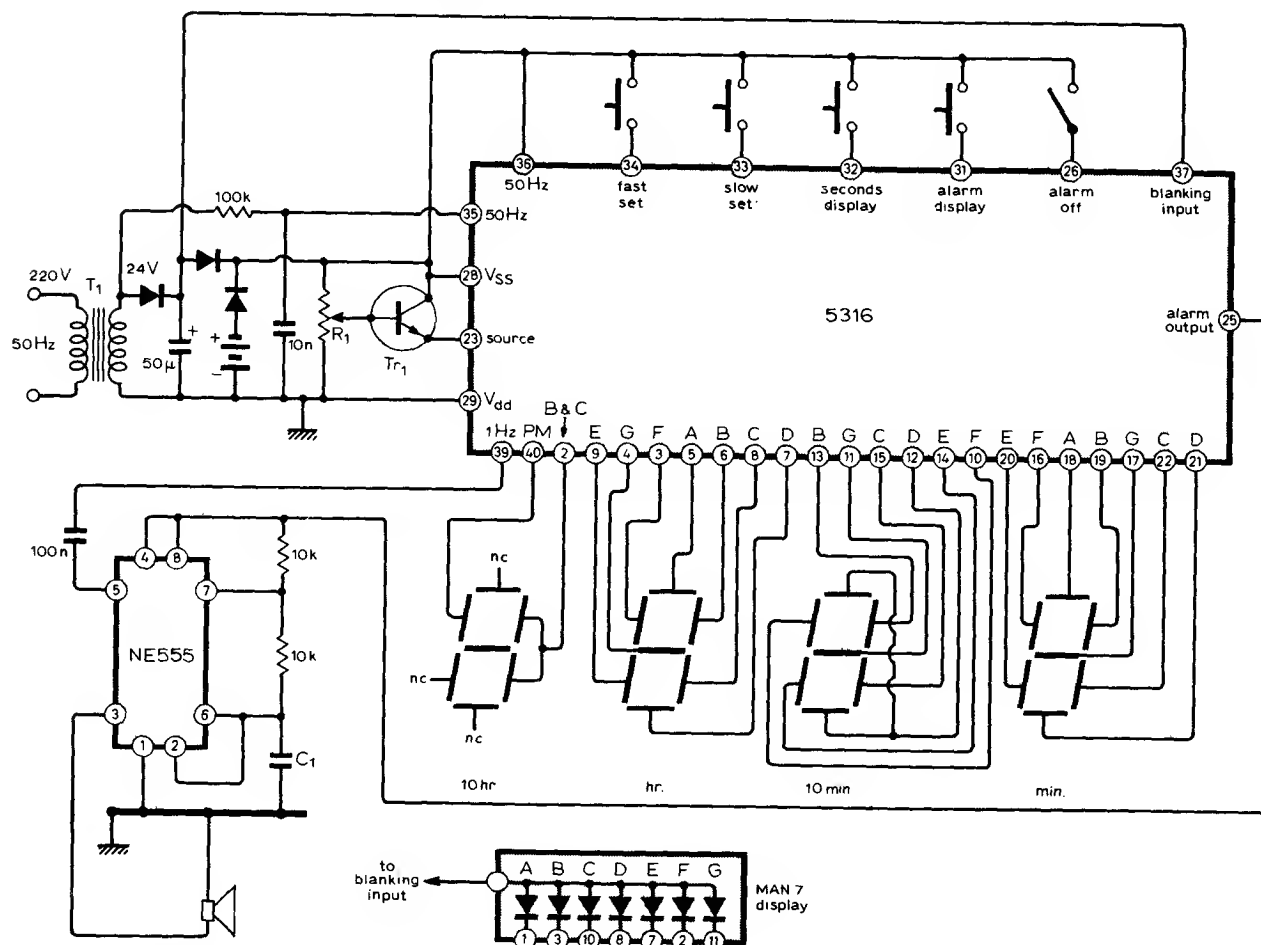 36 34 33 32 31 26 37
50Hz fast set slow set seconds display alarm display alarm off blanking input
100k
35 50Hz
24V
220V T1
28 VSS
5316
50Hz
R1
alarm output 25
+
50µ
+
-
10n
23 source
Tr1
29 Vdd
B & C
1Hz PM E G F A B C D B G C D E F E F A B G C D
39 40 2 9 4 3 5 6 8 7 13 11 15 12 14 10 20 16 18 19 17 22 21
100n
4 8
10k
nc
5 7
NE555
10k
nc
3 6
nc
1 2
C1
10 hr hr. 10 min min.
to blanking input
A B C D E F G
MAN 7 display
1 3 10 8 7 2 11